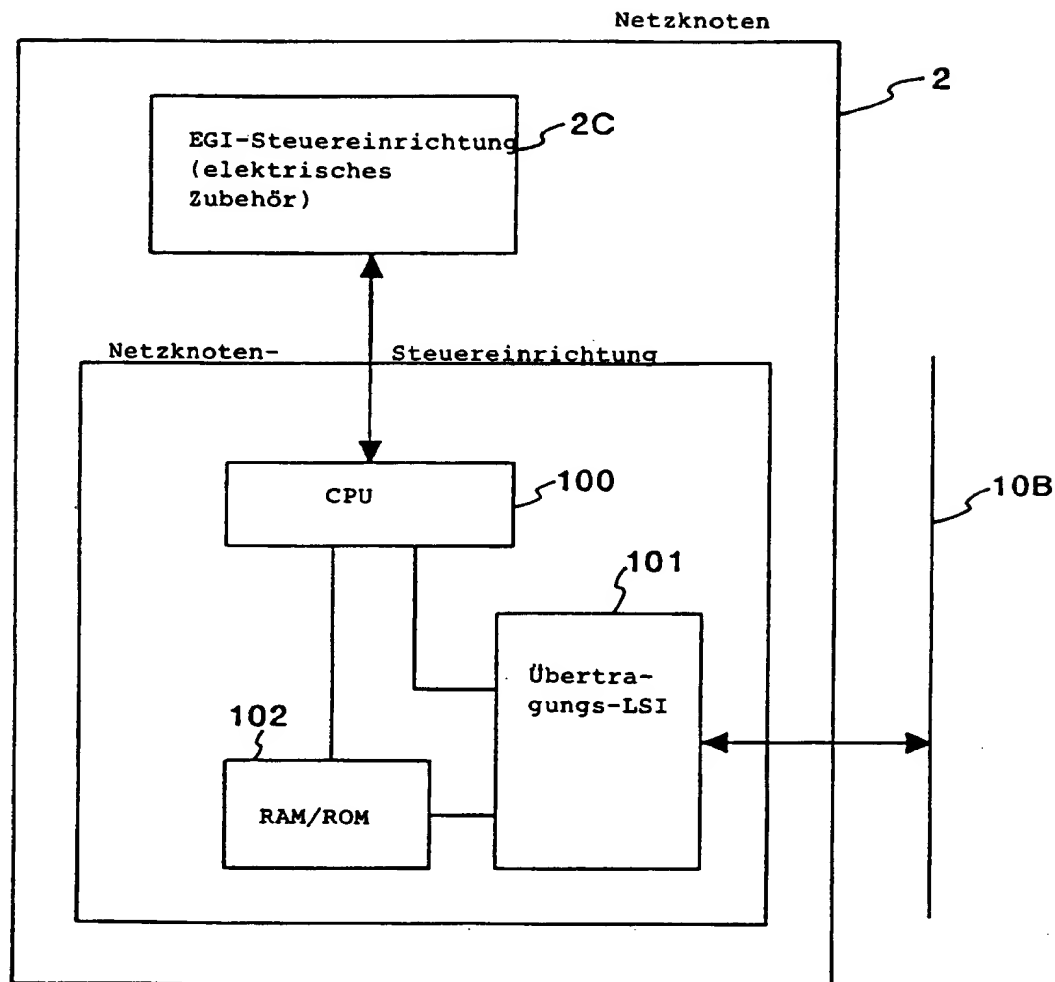 Netzknoten
2
EGI-Steuereinrichtung
(elektrisches
Zubehör)
2C
Netzknoten- Steuereinrichtung
CPU
100
10B
101
Übertra-
gungs-LSI
102
RAM/ROM